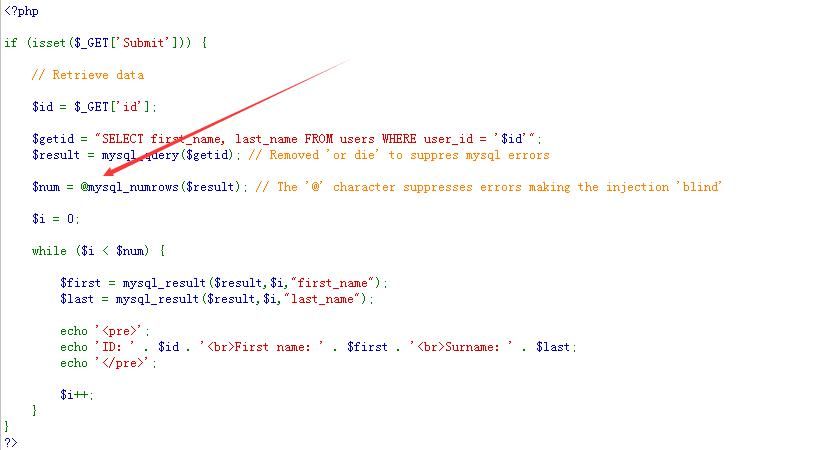 <?php
if (isset($_GET['Submit'])) {
// Retrieve data
$id = $_GET['id'];
$getid = "SELECT first_name, last_name FROM users WHERE user_id = '$id'";
$result = mysql_query($getid); // Removed 'or die' to suppres mysql errors
$num = @mysql_numrows($result); // The '@' character suppresses errors making the injection 'blind'
$i = 0;
while ($i < $num) {
$first = mysql_result($result,$i,"first_name");
$last = mysql_result($result,$i,"last_name");
echo '<pre>';
echo 'ID: ' . $id . '<br>First name: ' . $first . '<br>Surname: ' . $last;
echo '</pre>';
$i++;
}
}
?>